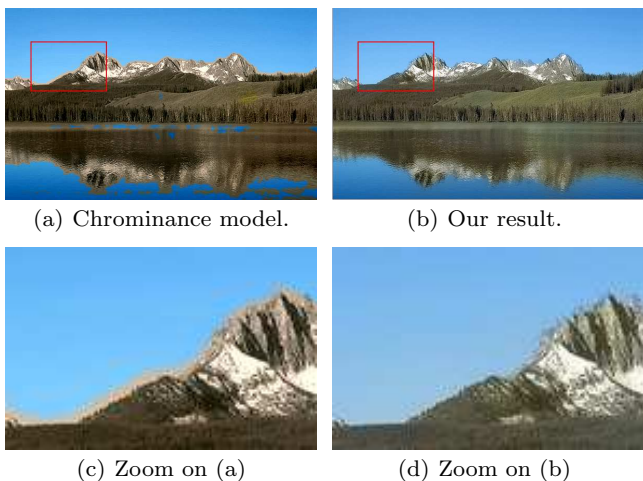 (a) Chrominance model.
(b) Our result.
(c) Zoom on (a)
(d) Zoom on (b)